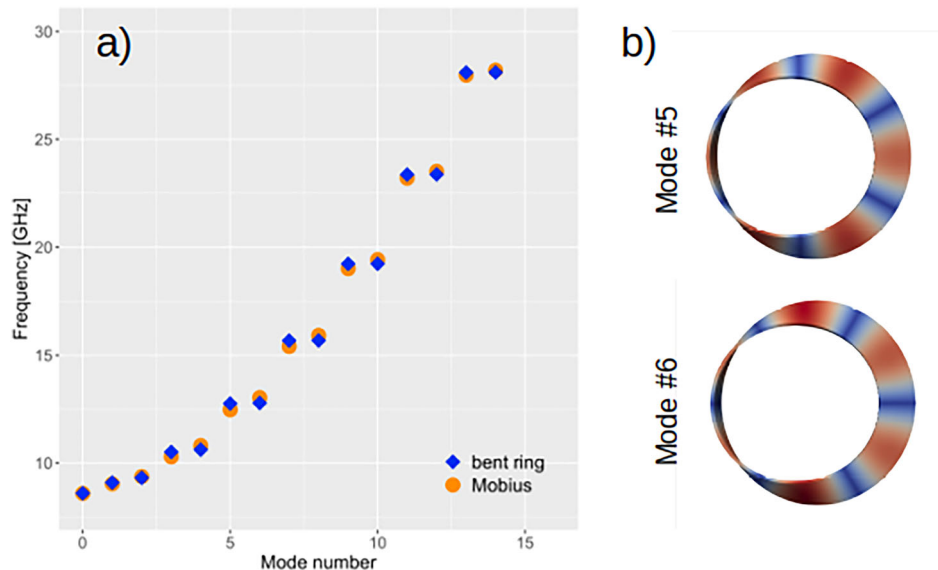 a)
30
25
20
15
10
Frequency [GHz]
0
5
10
15
Mode number
bent ring
Mobius
b)
Mode #5
Mode #6